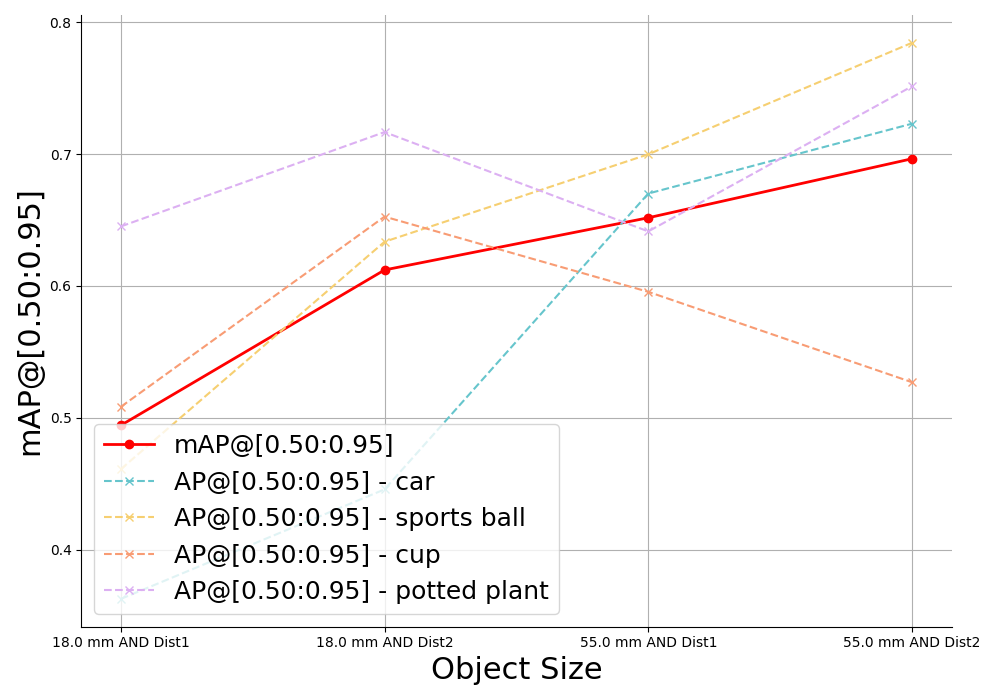 0.8
0.7
0.6
0.5
0.4
mAP@[0.50:0.95]
mAP@[0.50:0.95]
AP@[0.50:0.95] - car
AP@[0.50:0.95] - sports ball
AP@[0.50:0.95] - cup
AP@[0.50:0.95] - potted plant
18.0 mm AND Dist1
18.0 mm AND Dist2
55.0 mm AND Dist1
55.0 mm AND Dist2
Object Size